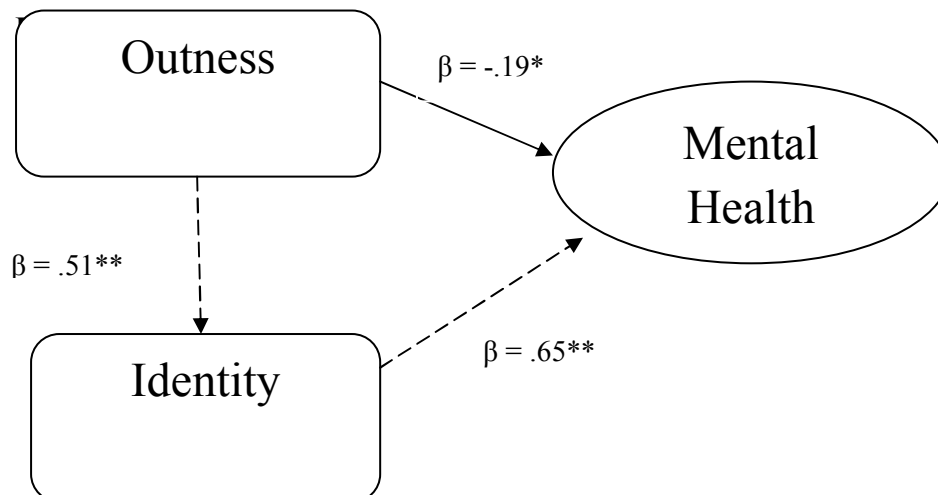 Outness
β = -.19*
Mental
Health
β = .51**
β = .65**
Identity